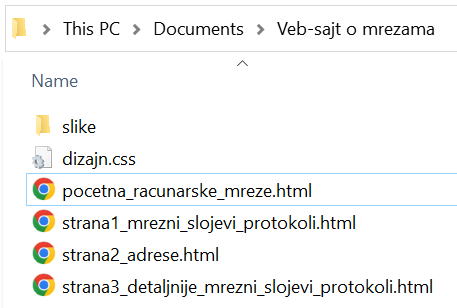 This PC > Documents > Veb-sajt o mrezama
Name
slike
dizajn.css
pocetna_racunarske_mreze.html
strana1_mrezni_slojevi_protokoli.html
strana2_adrese.html
strana3_detaljnije_mrezni_slojevi_protokoli.html